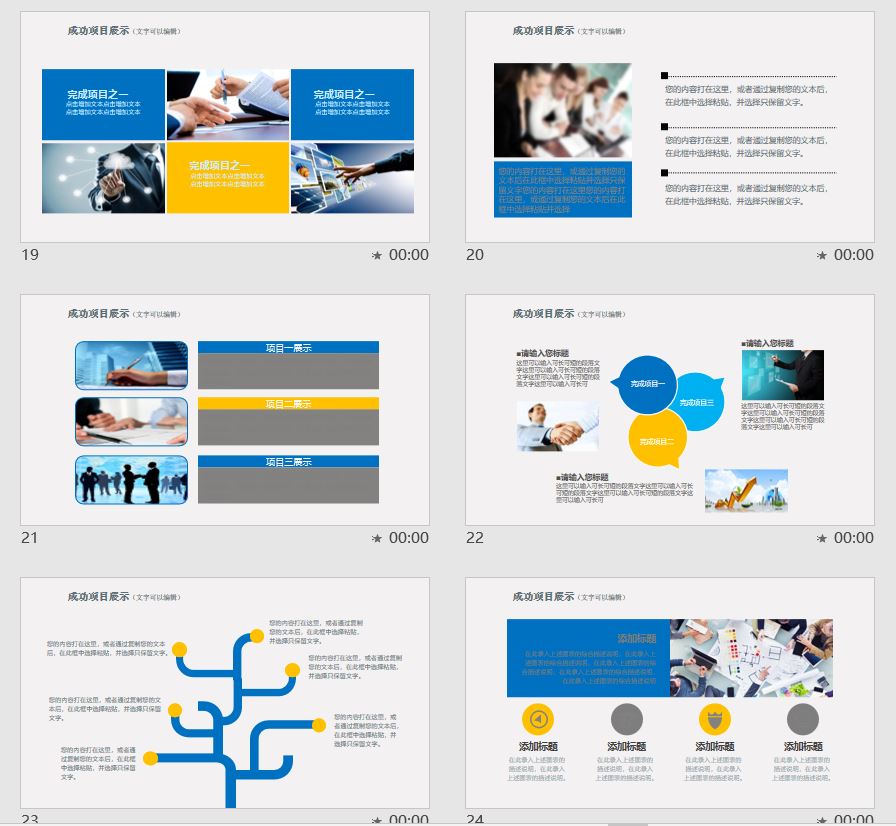 成功项目展示（文字可以编辑）
完成项目之一
点击增加文本点击增加文本
点击增加文本点击增加文本
完成项目之一
点击增加文本点击增加文本
点击增加文本点击增加文本
完成项目之一
点击增加文本点击增加文本
点击增加文本点击增加文本
19
00:00
成功项目展示（文字可以编辑）
您的内容打在这里，或者通过复制您的文本后，
在此框中选择粘贴，并选择只保留文字。
您的内容打在这里，或者通过复制您的文本后，
在此框中选择粘贴，并选择只保留文字。
您的内容打在这里，或者通过复制您的文本后，
在此框中选择粘贴，并选择只保留文字。
您的内容打在这里，或或通过复制您的
文本后在此框中选择粘贴并选择只保
留文字您的内容打在这里您的内容打
在这里，或通过复制您的文本后在此
框中选择粘贴并选择
20
00:00
成功项目展示（文字可以编辑）
项目一展示
项目二展示
项目三展示
21
00:00
成功项目展示（文字可以编辑）
■请输入您标题
这里可以输入可长可短的段落文
字这里可以输入可长可短的段落
文字这里可以输入可长可短的段
落文字这里可以输入可长可
完成项目一
完成项目三
完成项目二
■请输入您标题
这里可以输入可长可短的段落文
字这里可以输入可长可短的段落
文字这里可以输入可长可短的段
落文字这里可以输入可长可
■请输入您标题
这里可以输入可长可短的段落文字这里可以输入可长
可短的段落文字这里可以输入可长可短的段落文字这
里可以输入可长可
22
00:00
成功项目展示（文字可以编辑）
您的内容打在这里，或者通过复制
您的文本后，在此框中选择粘贴，
并选择只保留文字。
您的内容打在这里，或者通过复制您的文本
后，在此框中选择粘贴，并选择只保留文字。
您的内容打在这里，或者通过复制
您的文本后，在此框中选择粘贴，
并选择只保留文字。
您的内容打在这里，或者通过复制您的文
本后，在此框中选择粘贴，并选择只保留
文字。
您的内容打在这里，或
者通过复制您的文本后，
在此框中选择粘贴，并
选择只保留文字。
您的内容打在这里，或者通
过复制您的文本后，在此框
中选择粘贴，并选择只保留
文字。
23
00:00
成功项目展示（文字可以编辑）
添加标题
在此录入上述图表的综合描述说明，在此录入上
述图表的综合描述说明，在此录入上述图表的综
合描述说明，在此录入上述图表的综合描述说明，
在此录入上述图表的综合描述说明
添加标题
在此录入上述图表的
描述说明，在此录入
上述图表的描述说明。
添加标题
在此录入上述图表的
描述说明，在此录入
上述图表的描述说明。
添加标题
在此录入上述图表的
描述说明，在此录入
上述图表的描述说明。
添加标题
在此录入上述图表的
描述说明，在此录入
上述图表的描述说明。
24
00:00